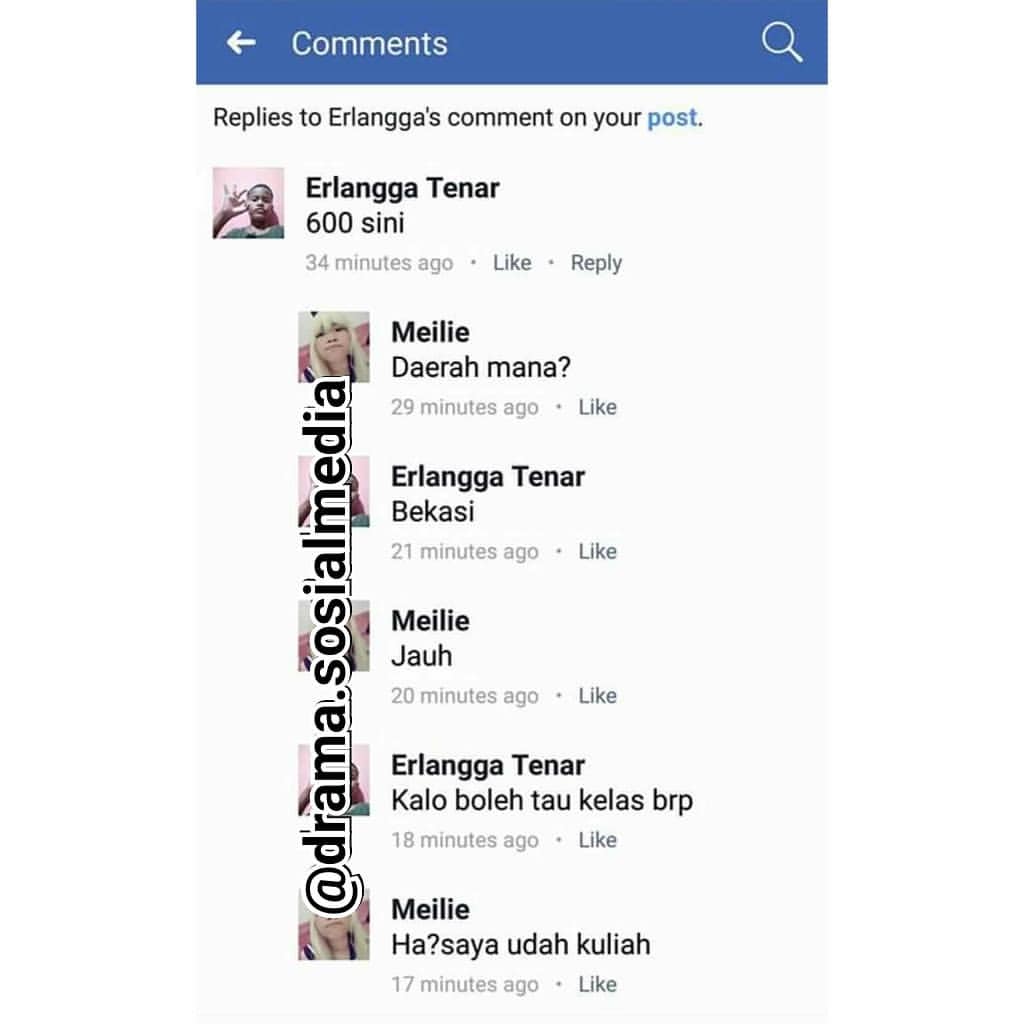 Comments
Replies to Erlangga's comment on your post.
Erlangga Tenar
600 sini
34 minutes ago • Like • Reply
Meilie
Daerah mana?
29 minutes ago • Like
Erlangga Tenar
Bekasi
21 minutes ago • Like
Meilie
Jauh
20 minutes ago • Like
Erlangga Tenar
Kalo boleh tau kelas brp
18 minutes ago • Like
Meilie
Ha?saya udah kuliah
17 minutes ago • Like
@drama.sosialmedia